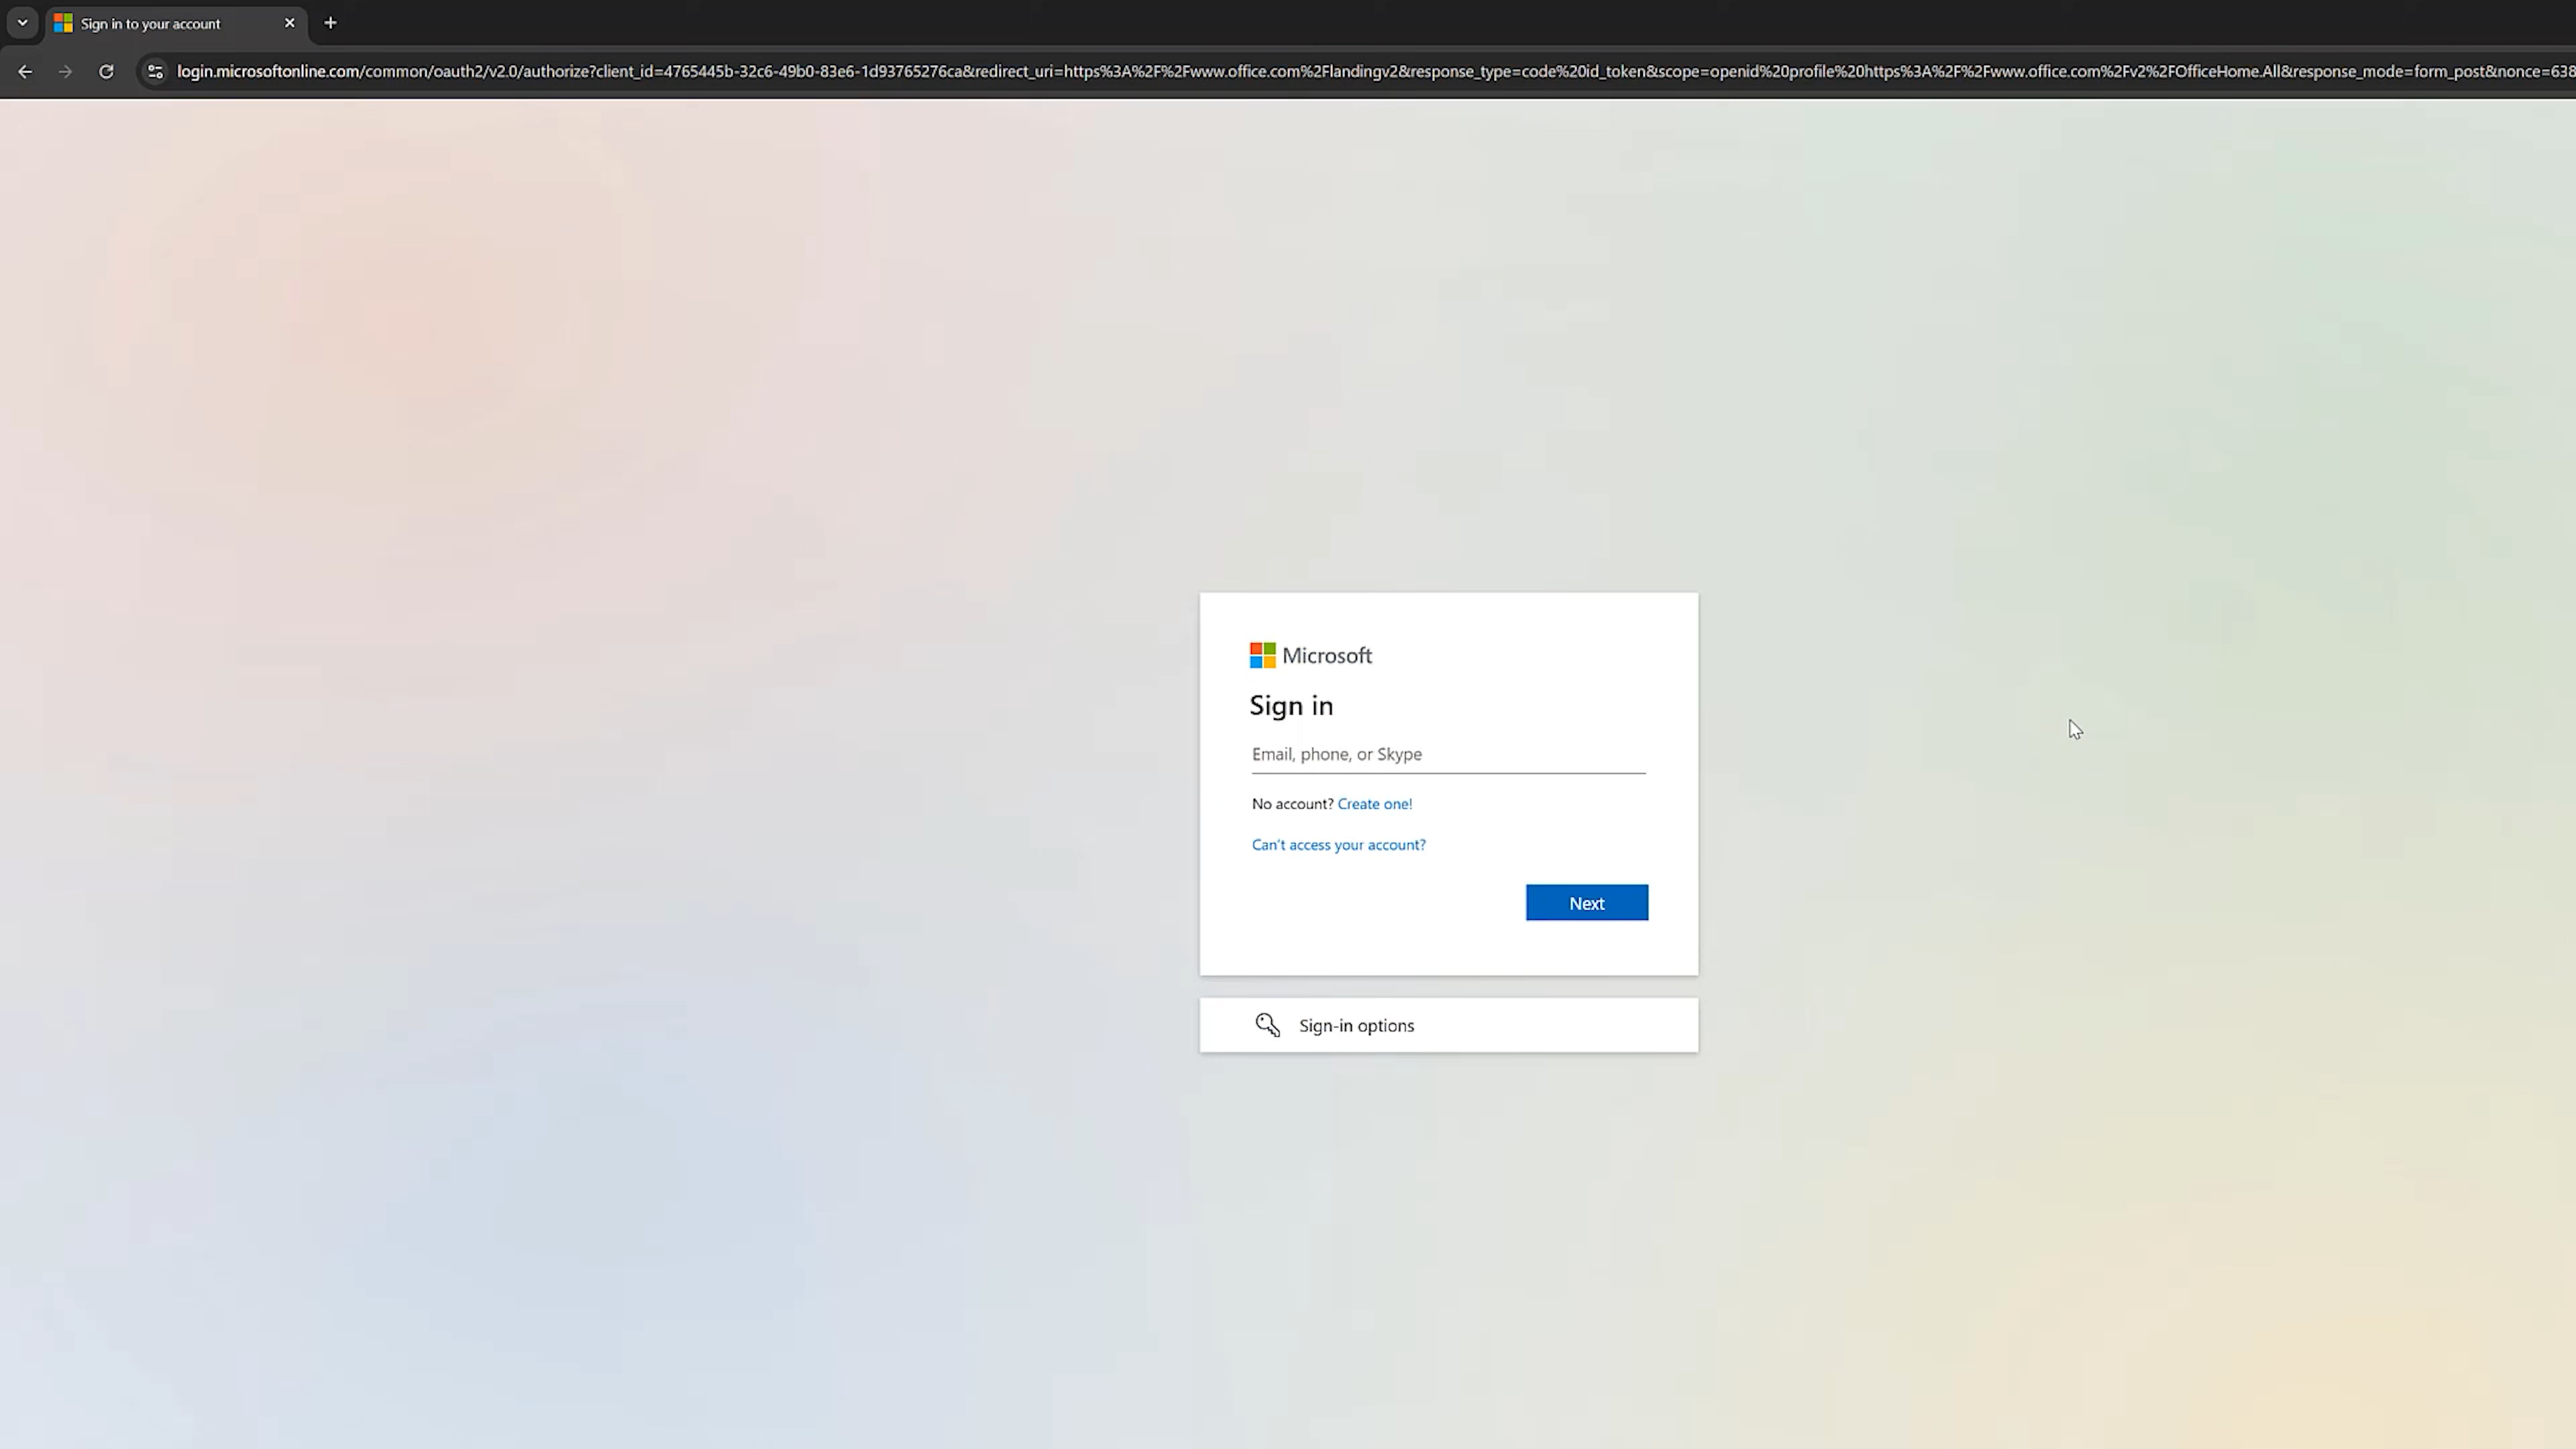 Sign in to your account
login.microsoftonline.com/common/oauth2/v2.0/authorize?client_id=4765445b-32c6-49b0-83e6-1d93765276ca&redirect_uri=https%3A%2F%2Fwww.office.com%2Flandingv2&response_type=code%20id_token&scope=openid%20profile%20https%3A%2F%2Fwww.office.com%2Fv2%2FOfficeHome.All&response_mode=form_post&nonce=638
Microsoft
Sign in
Email, phone, or Skype
No account? Create one!
Can't access your account?
Next
Sign-in options